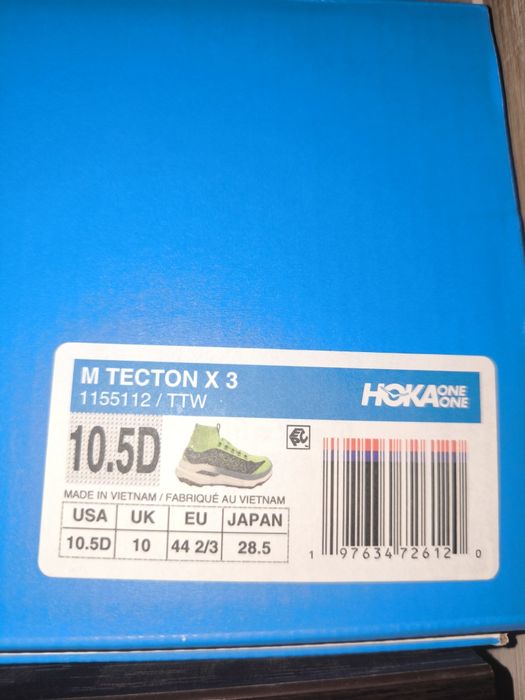 M TECTON X 3
1155112 / TTW
HOKA ONE ONE
10.5D
MADE IN VIETNAM / FABRIQUÉ AU VIETNAM
USA UK EU JAPAN
10.5D 10 44 2/3 28.5
1 97634 72612 0